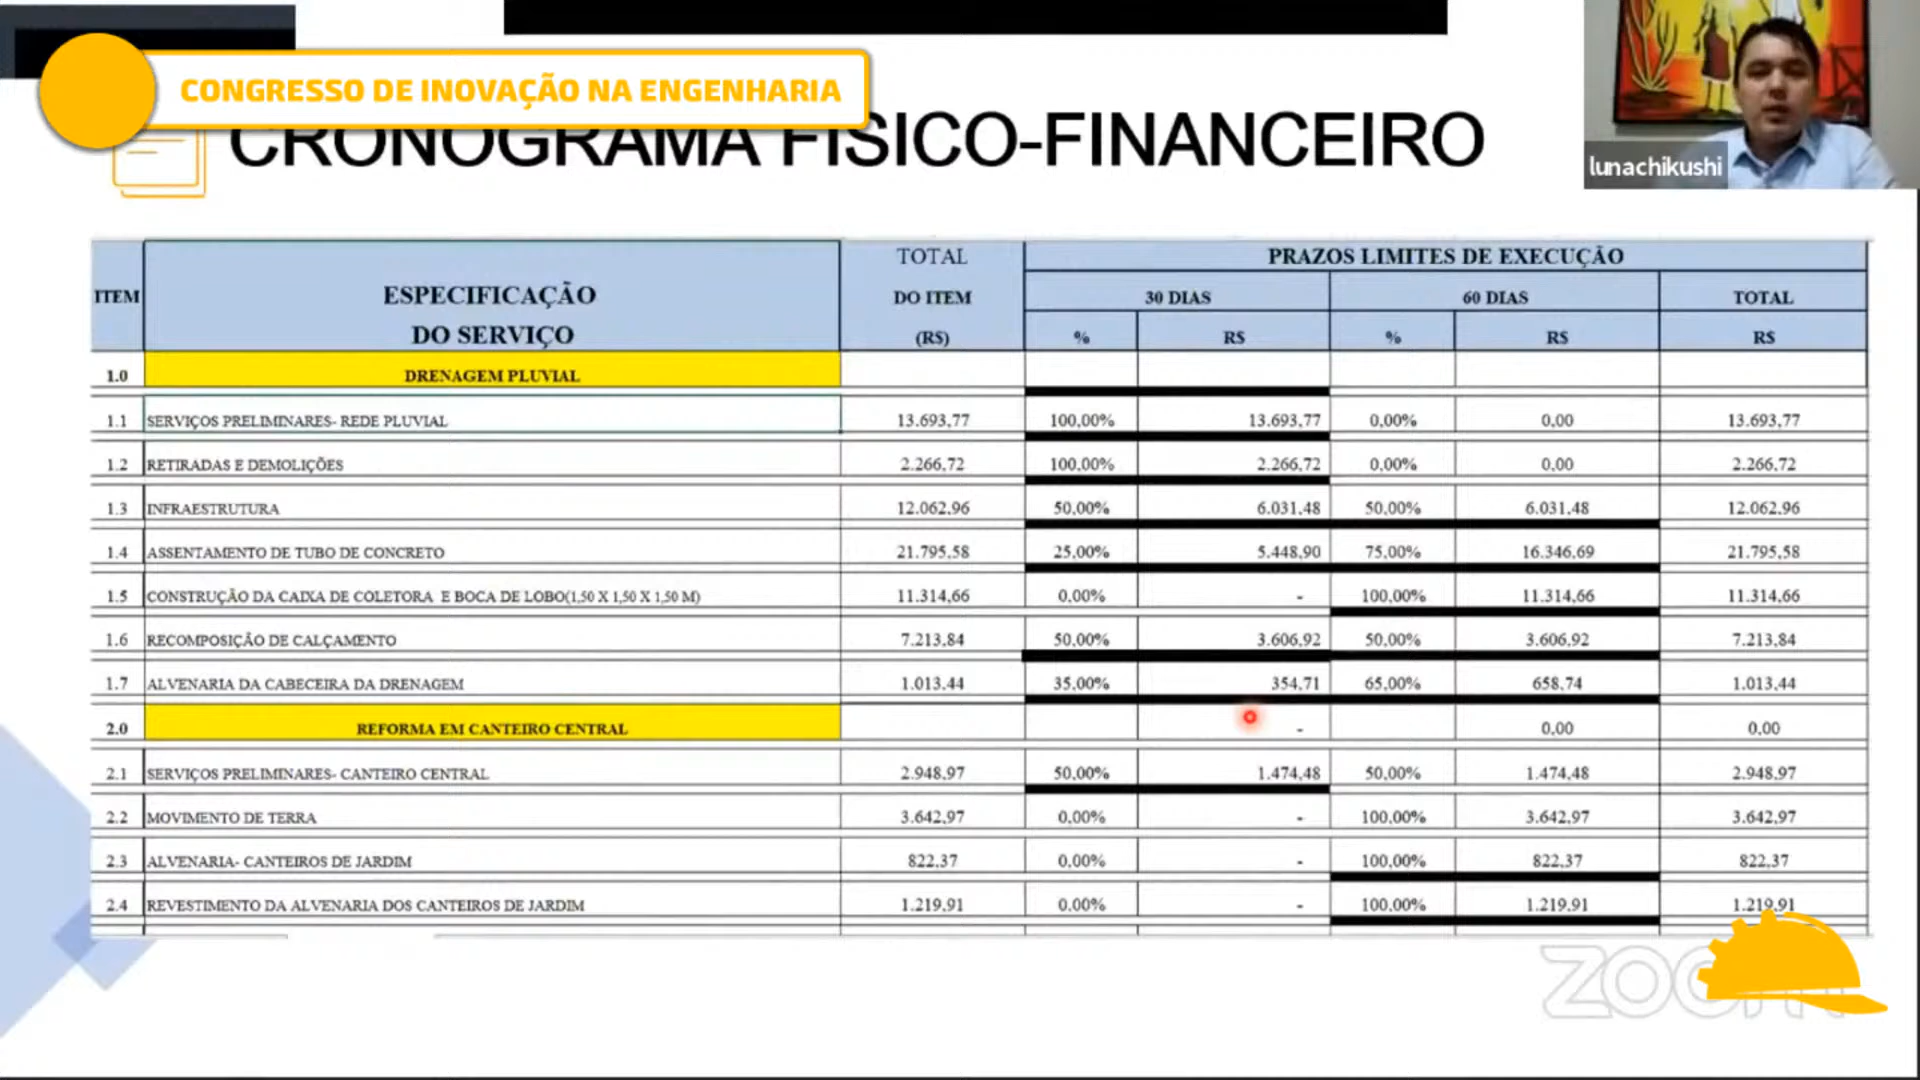 CONGRESSO DE INOVAÇÃO NA ENGENHARIA
CRONOGRAMA FÍSICO-FINANCEIRO
lunachikushi
ITEM ESPECIFICAÇÃO DO SERVIÇO TOTAL DO ITEM (R$) PRAZOS LIMITES DE EXECUÇÃO
30 DIAS 60 DIAS TOTAL
% R$ % R$ R$
1.0 DRENAGEM PLUVIAL
1.1 SERVIÇOS PRELIMINARES- REDE PLUVIAL 13.693,77 100,00% 13.693,77 0,00% 0,00 13.693,77
1.2 RETIRADAS E DEMOLIÇÕES 2.266,72 100,00% 2.266,72 0,00% 0,00 2.266,72
1.3 INFRAESTRUTURA 12.062,96 50,00% 6.031,48 50,00% 6.031,48 12.062,96
1.4 ASSENTAMENTO DE TUBO DE CONCRETO 21.795,58 25,00% 5.448,90 75,00% 16.346,69 21.795,58
1.5 CONSTRUÇÃO DA CAIXA DE COLETORA E BOCA DE LOBO(1,50 X 1,50 X 1,50 M) 11.314,66 0,00% - 100,00% 11.314,66 11.314,66
1.6 RECOMPOSIÇÃO DE CALÇAMENTO 7.213,84 50,00% 3.606,92 50,00% 3.606,92 7.213,84
1.7 ALVENARIA DA CABECEIRA DA DRENAGEM 1.013,44 35,00% 354,71 65,00% 658,74 1.013,44
2.0 REFORMA EM CANTEIRO CENTRAL - 0,00 0,00
2.1 SERVIÇOS PRELIMINARES- CANTEIRO CENTRAL 2.948,97 50,00% 1.474,48 50,00% 1.474,48 2.948,97
2.2 MOVIMENTO DE TERRA 3.642,97 0,00% - 100,00% 3.642,97 3.642,97
2.3 ALVENARIA- CANTEIROS DE JARDIM 822,37 0,00% - 100,00% 822,37 822,37
2.4 REVESTIMENTO DA ALVENARIA DOS CANTEIROS DE JARDIM 1.219,91 0,00% - 100,00% 1.219,91 1.219,91
zoom